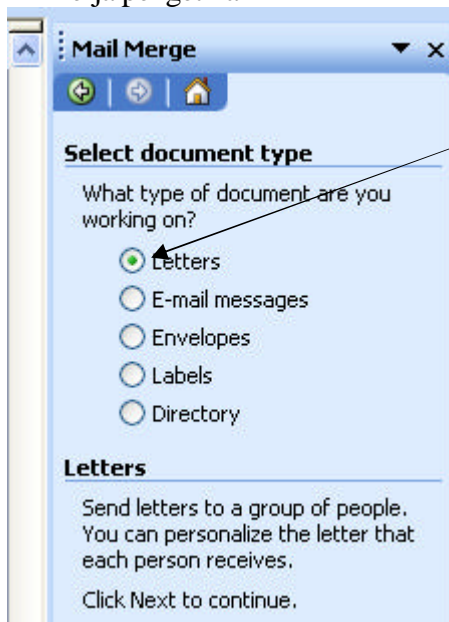 Mail Merge
Select document type
What type of document are you
working on?
Letters
E-mail messages
Envelopes
Labels
Directory
Letters
Send letters to a group of people.
You can personalize the letter that
each person receives.
Click Next to continue.